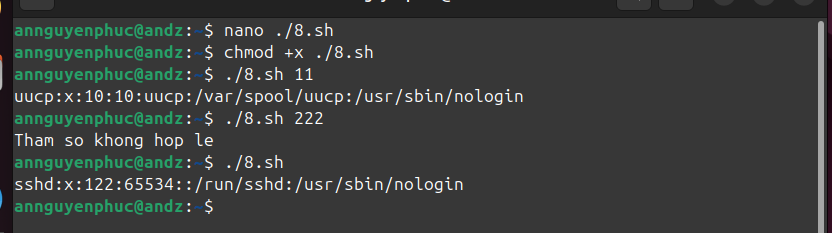 annguyenphuc@andz:~$ nano ./8.sh
annguyenphuc@andz:~$ chmod +x ./8.sh
annguyenphuc@andz:~$ ./8.sh 11
uucp:x:10:10:uucp:/var/spool/uucp:/usr/sbin/nologin
annguyenphuc@andz:~$ ./8.sh 222
Tham so khong hop le
annguyenphuc@andz:~$ ./8.sh
sshd:x:122:65534::/run/sshd:/usr/sbin/nologin
annguyenphuc@andz:~$